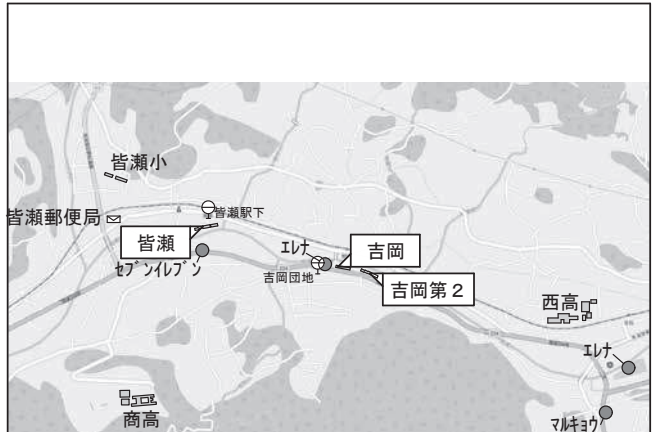 皆瀬小
皆瀬郵便局
皆瀬駅下
皆瀬
セブンイレブン
エレナ
吉岡団地
吉岡
吉岡第2
西高
エレナ
商高
マルキョウ